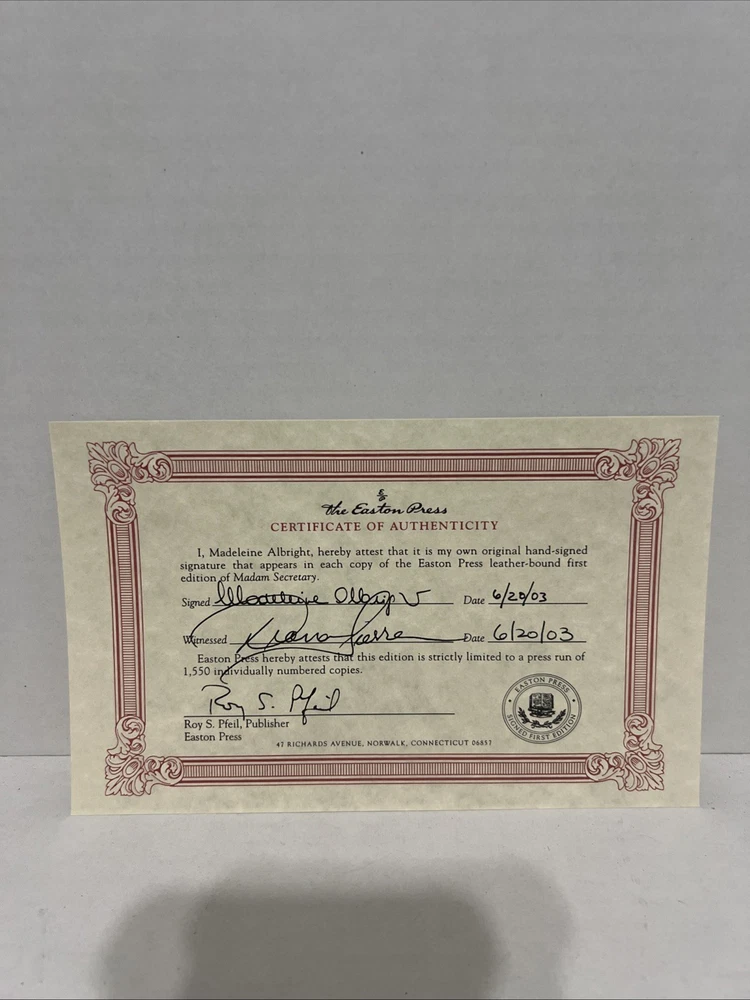 The Easton Press
CERTIFICATE OF AUTHENTICITY
I, Madeleine Albright, hereby attest that it is my own original hand-signed
signature that appears in each copy of the Easton Press leather-bound first
edition of Madam Secretary.
Signed Madeleine Albright Date 6/20/03
Witnessed Date 6/20/03
Easton Press hereby attests that this edition is strictly limited to a press run of
1,550 individually numbered copies.
Roy S. Pfeil
Roy S. Pfeil, Publisher
Easton Press
EASTON PRESS
SIGNED FIRST EDITION
47 RICHARDS AVENUE, NORWALK, CONNECTICUT 06857